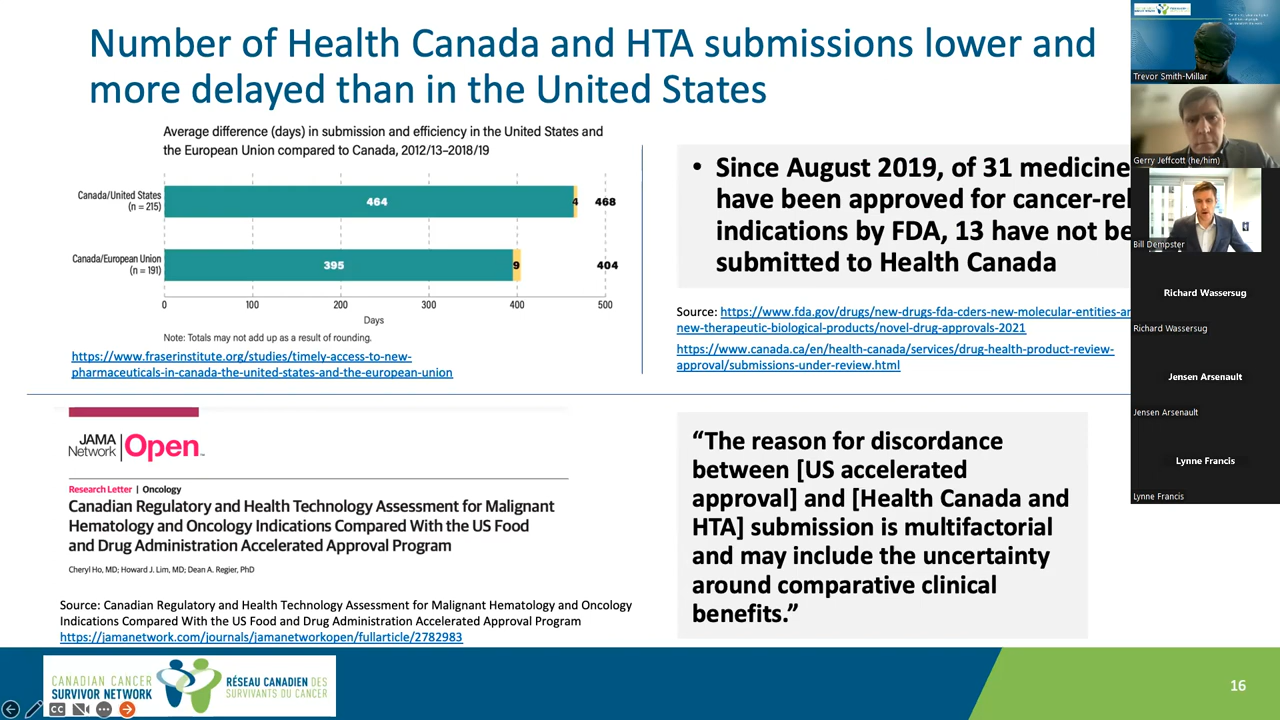 Number of Health Canada and HTA submissions lower and
more delayed than in the United States
Average difference (days) in submission and efficiency in the United States and
the European Union compared to Canada, 2012/13–2018/19
Canada/United States
(n = 215)
464
4
468
Canada/European Union
(n = 191)
395
9
404
0
100
200
300
400
500
Days
Note: Totals may not add up as a result of rounding.
https://www.fraserinstitute.org/studies/timely-access-to-new-
pharmaceuticals-in-canada-the-united-states-and-the-european-union
• Since August 2019, of 31 medicine
have been approved for cancer-rel
indications by FDA, 13 have not be
submitted to Health Canada
Source: https://www.fda.gov/drugs/new-drugs-fda-cders-new-molecular-entities-an
new-therapeutic-biological-products/novel-drug-approvals-2021
https://www.canada.ca/en/health-canada/services/drug-health-product-review-
approval/submissions-under-review.html
JAMA
Network
Open
Research Letter | Oncology
Canadian Regulatory and Health Technology Assessment for Malignant
Hematology and Oncology Indications Compared With the US Food
and Drug Administration Accelerated Approval Program
Cheryl Ho, MD; Howard J. Lim, MD; Dean A. Regier, PhD
Source: Canadian Regulatory and Health Technology Assessment for Malignant Hematology and Oncology
Indications Compared With the US Food and Drug Administration Accelerated Approval Program
https://jamanetwork.com/journals/jamanetworkopen/fullarticle/2782983
“The reason for discordance
between [US accelerated
approval] and [Health Canada and
HTA] submission is multifactorial
and may include the uncertainty
around comparative clinical
benefits.”
CANADIAN CANCER
SURVIVOR NETWORK
RÉSEAU CANADIEN DES
SURVIVANTS DU CANCER
CC
16
Trevor Smith-Millar
Gerry Jeffcott (he/him)
Bill Dempster
Richard Wassersug
Richard Wassersug
Jensen Arsenault
Jensen Arsenault
Lynne Francis
Lynne Francis